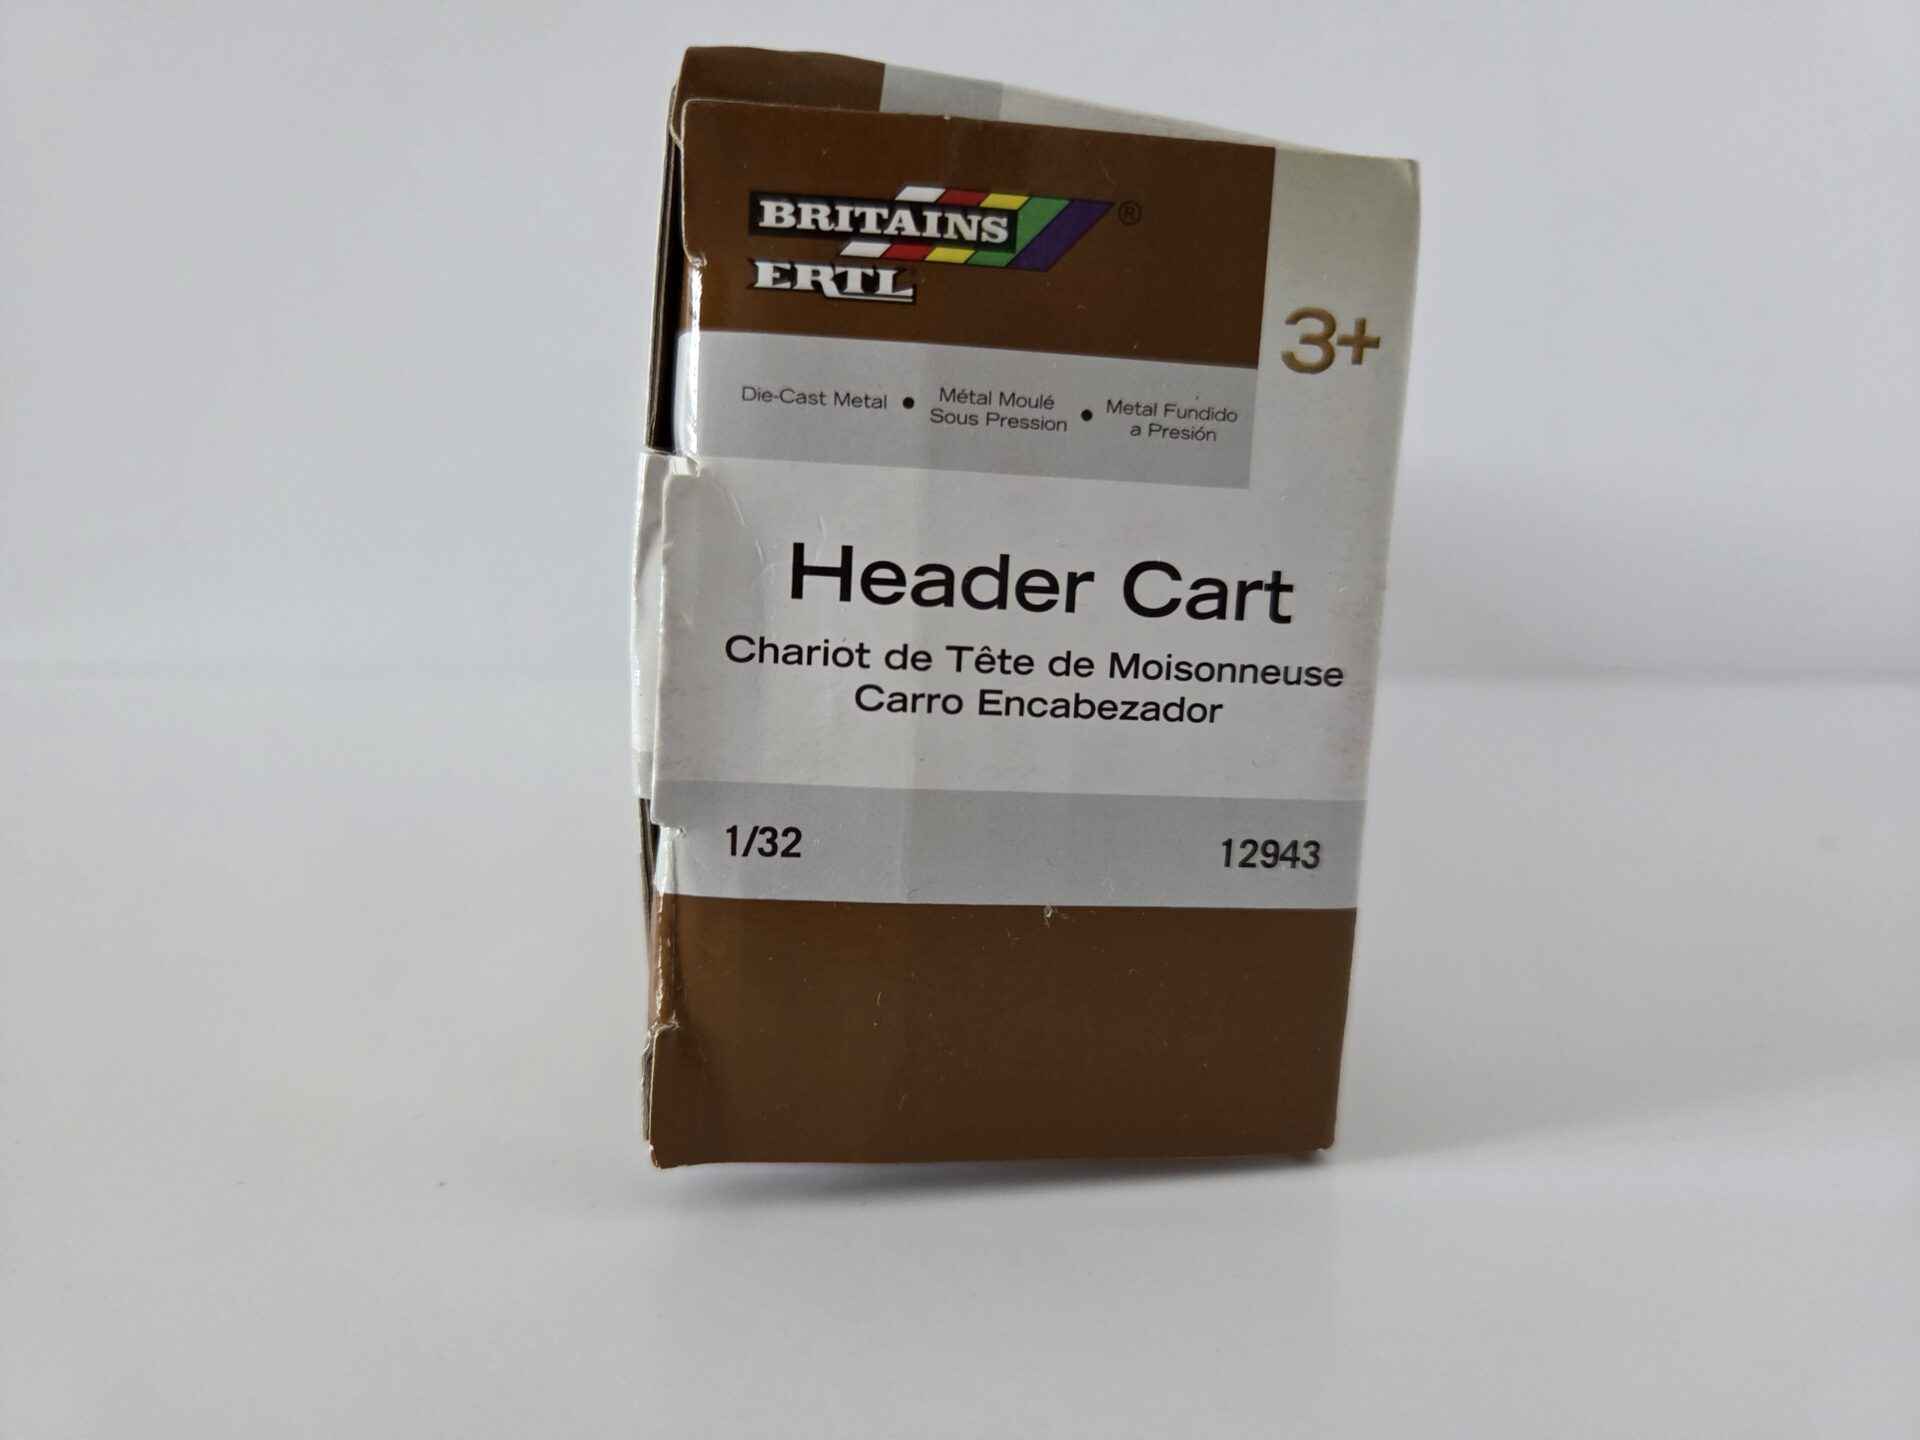 BRITAINS ®
ERTL
3+
Die-Cast Metal • Métal Moulé Sous Pression • Metal Fundido a Presión
Header Cart
Chariot de Tête de Moisonneuse
Carro Encabezador
1/32 12943